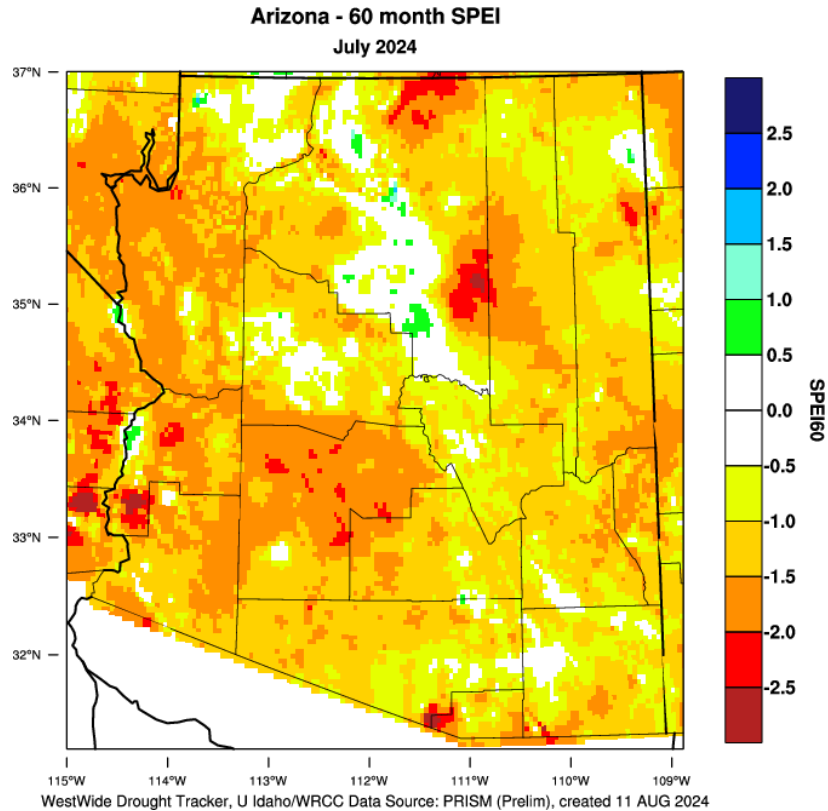 Arizona - 60 month SPEI
July 2024
37°N
36°N
35°N
34°N
33°N
32°N
115°W
114°W
113°W
112°W
111°W
110°W
109°W
2.5
2.0
1.5
1.0
0.5
0.0
-0.5
-1.0
-1.5
-2.0
-2.5
SPEI60
WestWide Drought Tracker, U Idaho/WRCC Data Source: PRISM (Prelim), created 11 AUG 2024